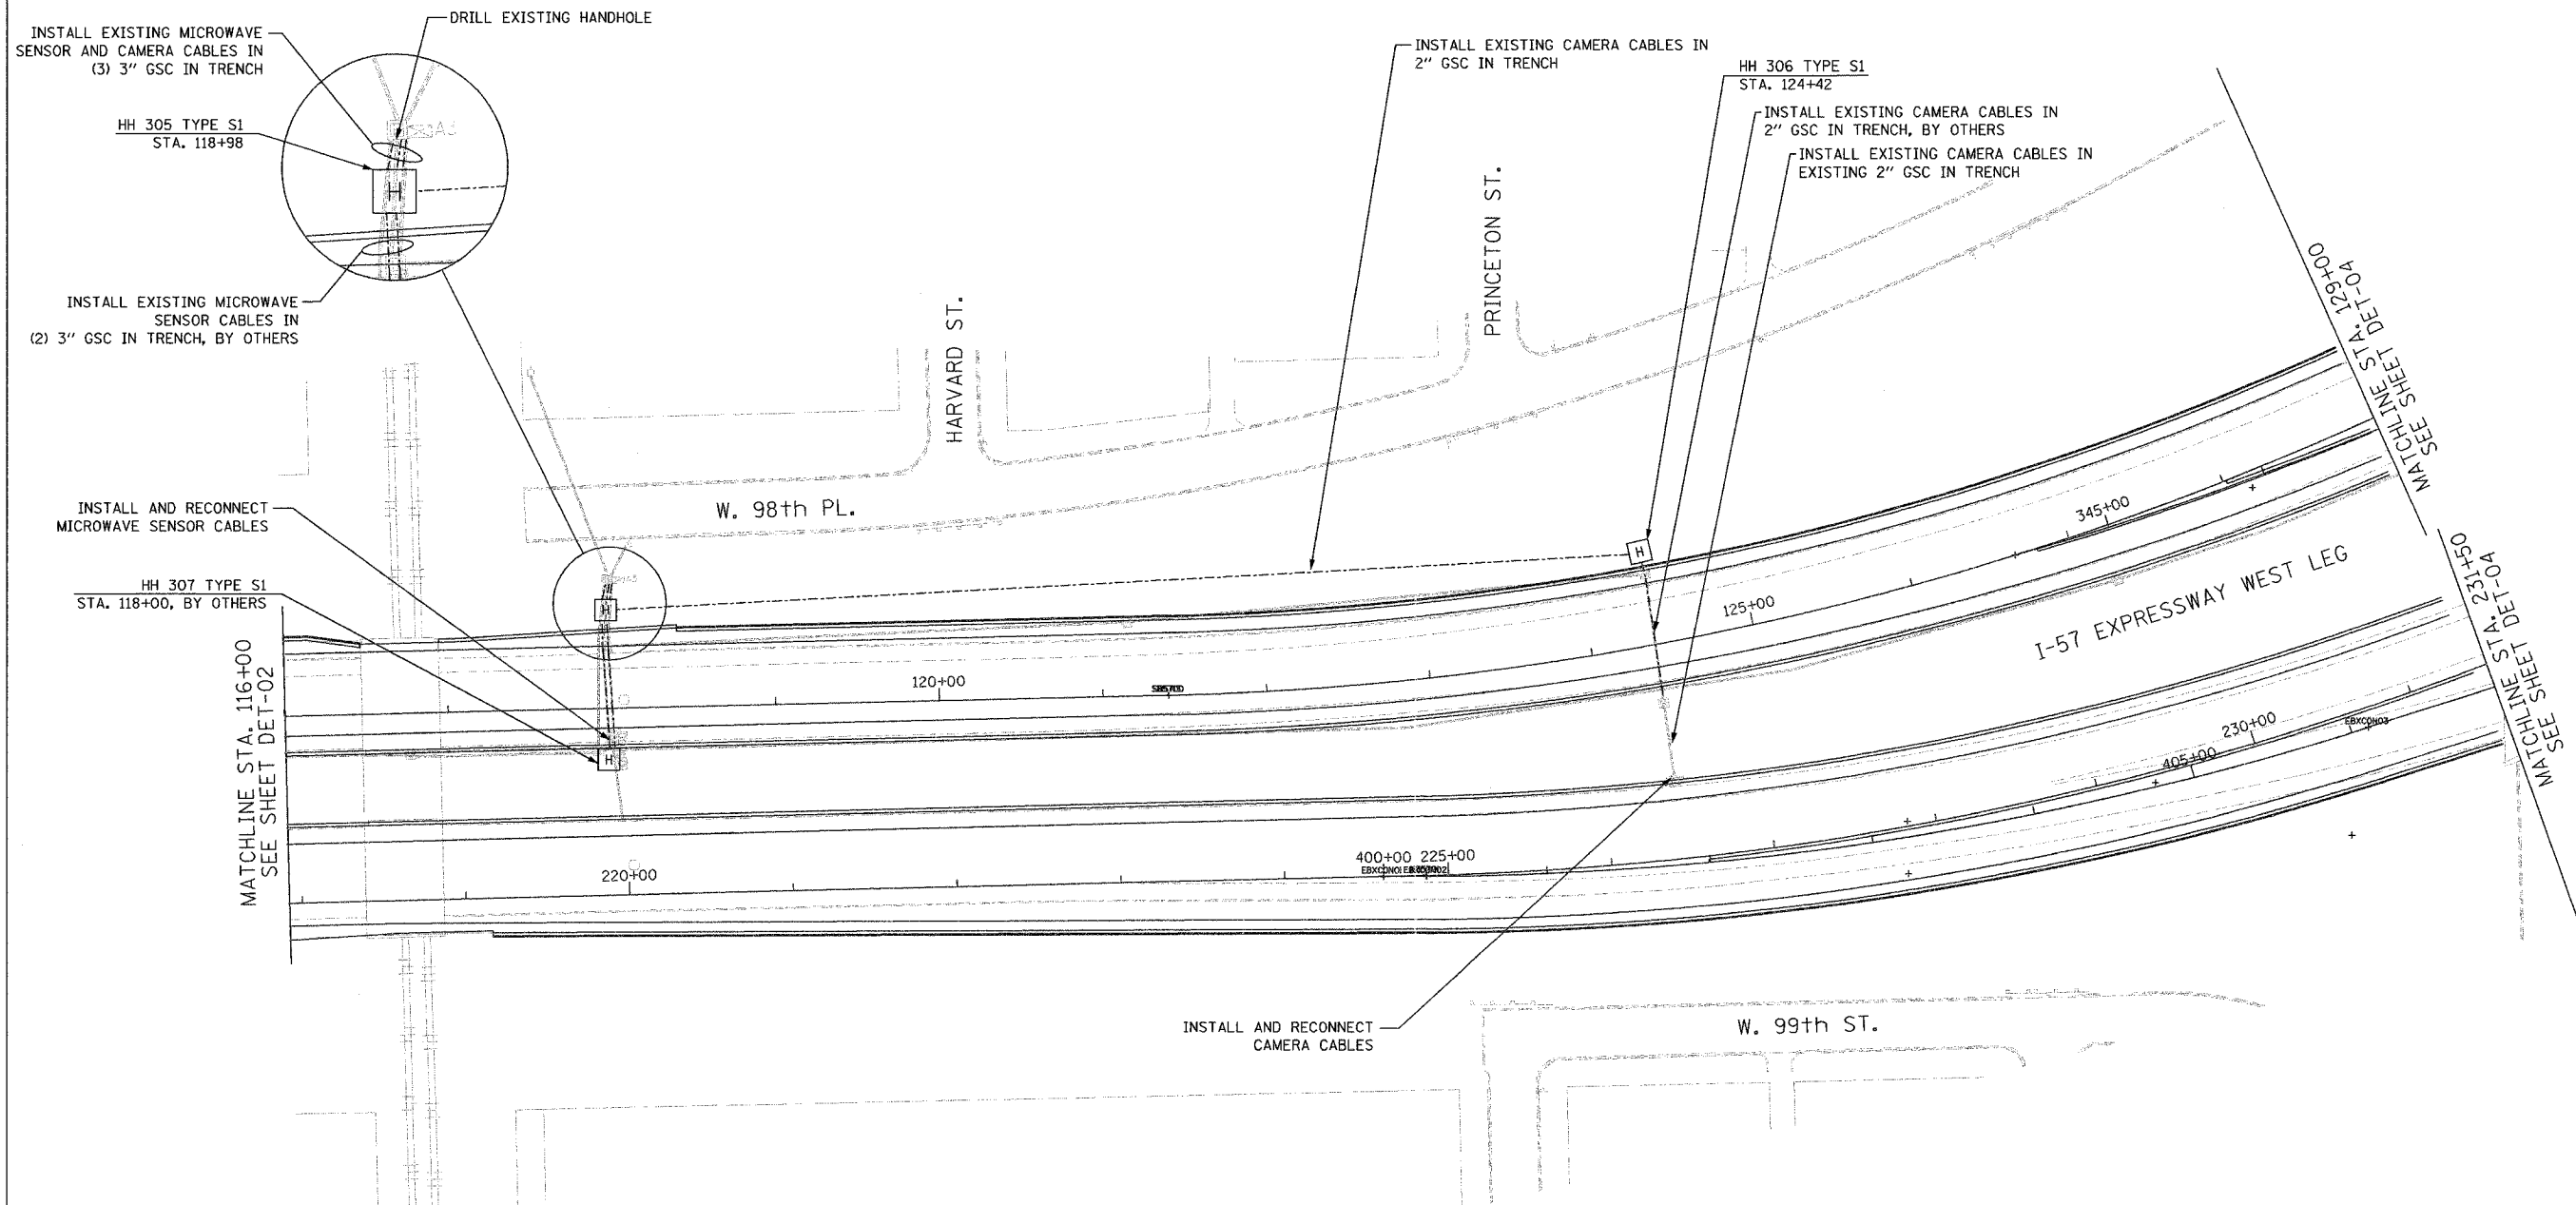 DRILL EXISTING HANDHOLE
INSTALL EXISTING MICROWAVE
SENSOR AND CAMERA CABLES IN
(3) 3" GSC IN TRENCH
HH 305 TYPE S1
STA. 118+98
H
INSTALL EXISTING MICROWAVE
SENSOR CABLES IN
(2) 3" GSC IN TRENCH, BY OTHERS
INSTALL EXISTING CAMERA CABLES IN
2" GSC IN TRENCH
HH 306 TYPE S1
STA. 124+42
INSTALL EXISTING CAMERA CABLES IN
2" GSC IN TRENCH, BY OTHERS
INSTALL EXISTING CAMERA CABLES IN
EXISTING 2" GSC IN TRENCH
HARVARD ST.
PRINCETON ST.
W. 98th PL.
INSTALL AND RECONNECT
MICROWAVE SENSOR CABLES
HH 307 TYPE S1
STA. 118+00, BY OTHERS
H
H
H
MATCHLINE STA. 116+00
SEE SHEET DET-02
MATCHLINE STA. 129+00
SEE SHEET DET-04
MATCHLINE STA. 231+50
SEE SHEET DET-04
120+00
125+00
345+00
I-57 EXPRESSWAY WEST LEG
220+00
400+00 225+00
230+00
405+00
EBXCONO3
INSTALL AND RECONNECT
CAMERA CABLES
W. 99th ST.